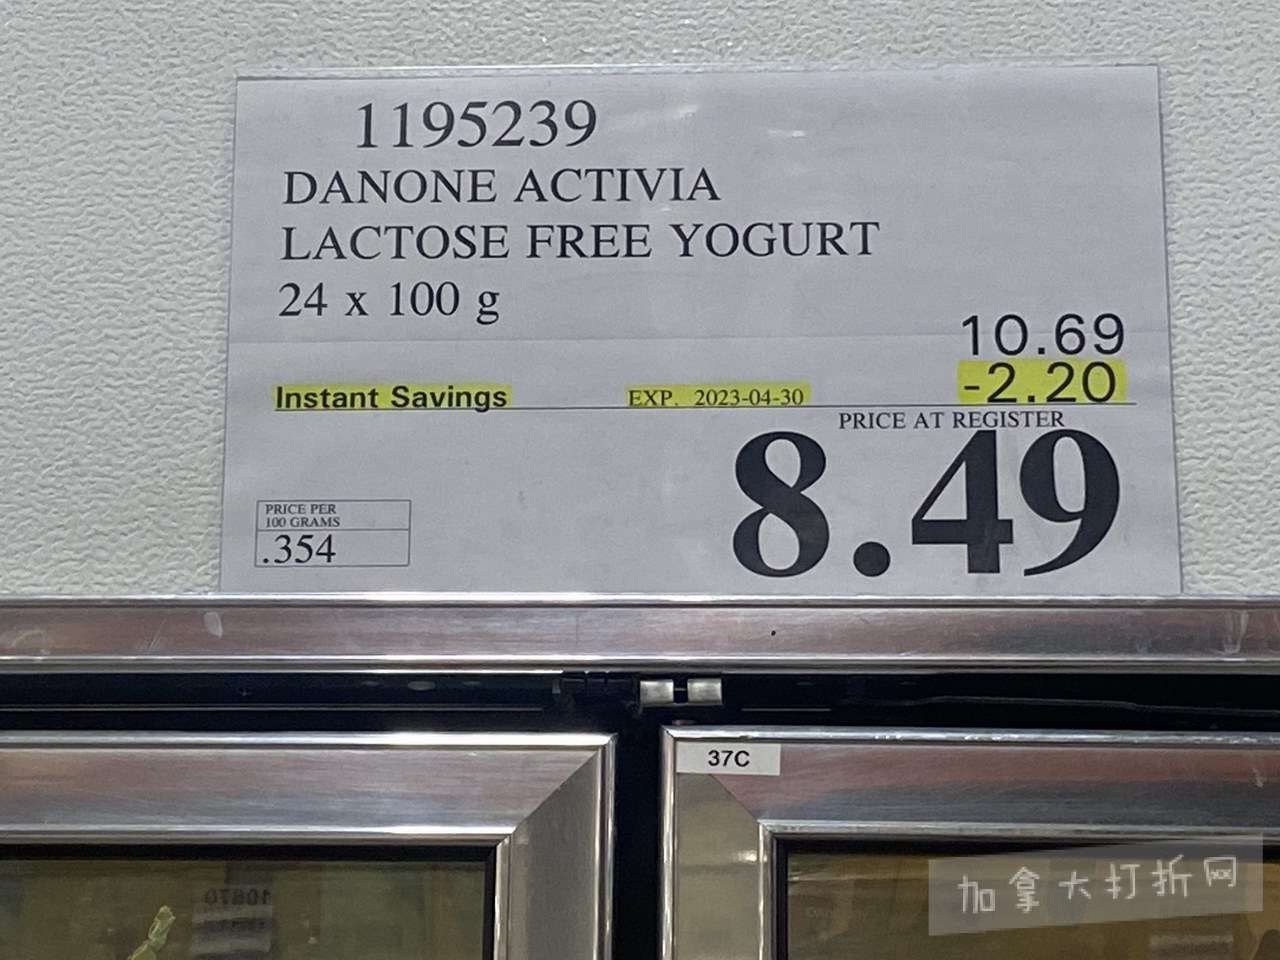 1195239
DANONE ACTIVIA
LACTOSE FREE YOGURT
24 x 100 g
10.69
Instant Savings EXP. 2023-04-30 -2.20
PRICE AT REGISTER
8.49
PRICE PER
100 GRAMS
.354
37C
加拿大打折网